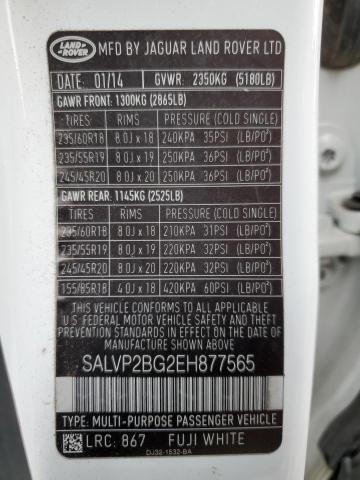 LAND ROVER
MFD BY JAGUAR LAND ROVER LTD
DATE: 01/14 GVWR: 2350KG (5180LB)
GAWR FRONT: 1300KG (2865LB)
TIRES RIMS PRESSURE (COLD SINGLE)
235/60R18 8.0J x 18 240KPA 35PSI (LB/PO²)
235/55R19 8.0J x 19 250KPA 36PSI (LB/PO²)
245/45R20 8.0J x 20 250KPA 36PSI (LB/PO²)
GAWR REAR: 1145KG (2525LB)
TIRES RIMS PRESSURE (COLD SINGLE)
235/60R18 8.0J x 18 210KPA 31PSI (LB/PO²)
235/55R19 8.0J x 19 220KPA 32PSI (LB/PO²)
245/45R20 8.0J x 20 220KPA 32PSI (LB/PO²)
155/85R18 4.0J x 18 420KPA 60PSI (LB/PO²)
THIS VEHICLE CONFORMS TO ALL APPLICABLE
FEDERAL MOTOR VEHICLE SAFETY, BUMPER,
AND THEFT PREVENTION STANDARDS IN EFFECT
ON THE DATE OF MANUFACTURE SHOWN ABOVE.
SALVP2BG2EH877565
TYPE: MULTI-PURPOSE PASSENGER VEHICLE
LRC: 867 FUJI WHITE
DJ32-1532-BA